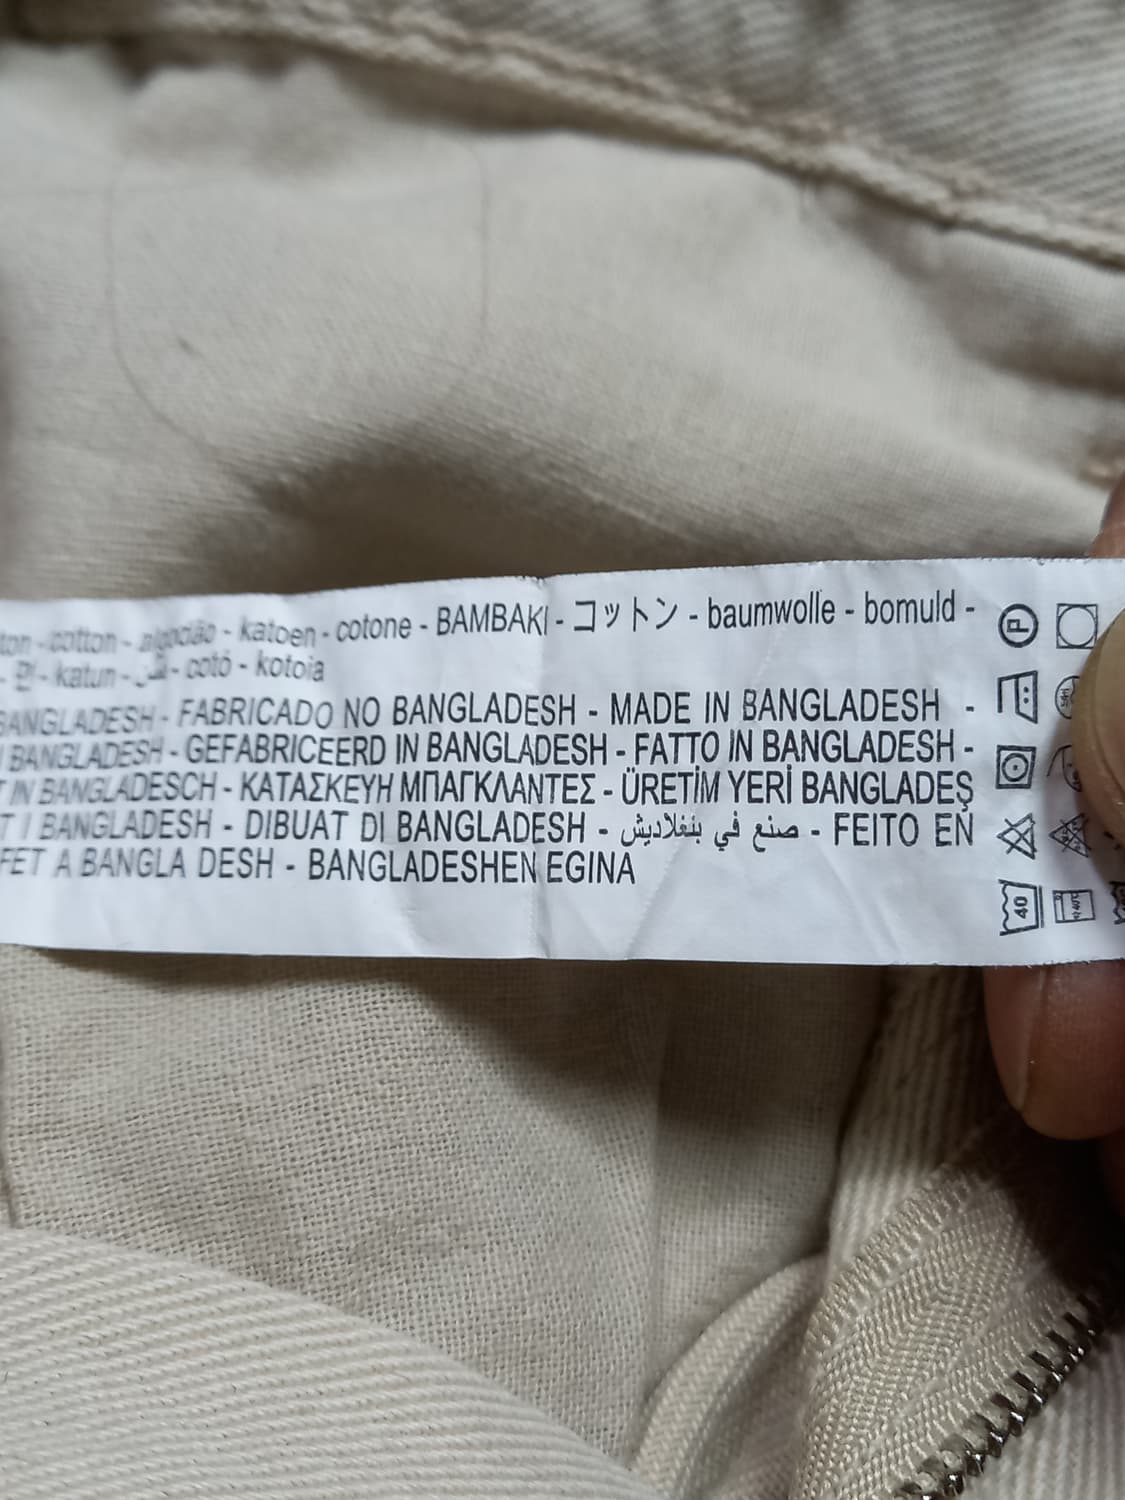 cotton - algodão - katoen - cotone - BAMBAKI - コットン - baumwolle - bomuld -
- katun - cotó - kotoia
BANGLADESH - FABRICADO NO BANGLADESH - MADE IN BANGLADESH -
BANGLADESH - GEFABRICEERD IN BANGLADESH - FATTO IN BANGLADESH -
IN BANGLADESCH - ΚΑΤΑΣΚΕΥΗ ΜΠΑΓΚΛΑΝΤΕΣ - ÜRETİM YERİ BANGLADEŞ
I BANGLADESH - DIBUAT DI BANGLADESH - صنع في بنغلاديش - FEITO EN
FET A BANGLA DESH - BANGLADESHEN EGINA
P
40